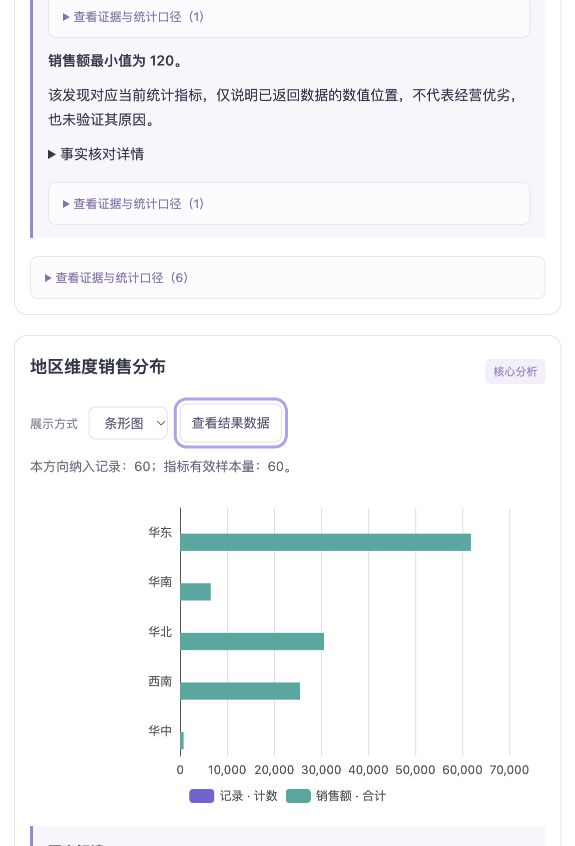 ▶ 查看证据与统计口径（1）
销售额最小值为 120。
该发现对应当前统计指标，仅说明已返回数据的数值位置，不代表经营优劣，
也未验证其原因。
▶ 事实核对详情
▶ 查看证据与统计口径（1）
▶ 查看证据与统计口径（6）
地区维度销售分布
核心分析
展示方式 条形图 查看结果数据
本方向纳入记录：60；指标有效样本量：60。
华东
华南
华北
西南
华中
0 10,000 20,000 30,000 40,000 50,000 60,000 70,000
记录 · 计数 销售额 · 合计